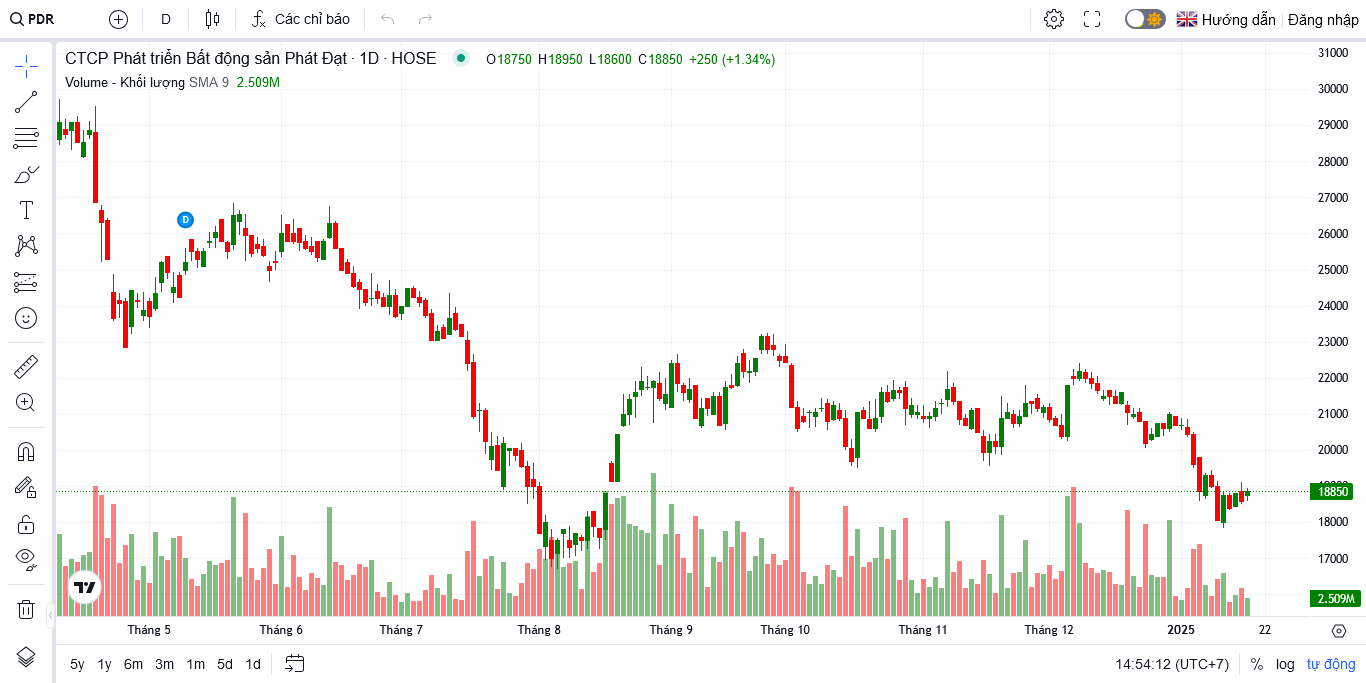 PDR D Các chỉ báo Hướng dẫn Đăng nhập
CTCP Phát triển Bất động sản Phát Đạt · 1D · HOSE O18750 H18950 L18600 C18850 +250 (+1.34%)
Volume - Khối lượng SMA 9 2.509M
31000
30000
29000
28000
27000
D
26000
25000
24000
23000
22000
21000
20000
18850
18000
17000
2.509M
Tháng 5 Tháng 6 Tháng 7 Tháng 8 Tháng 9 Tháng 10 Tháng 11 Tháng 12 2025 22
5y 1y 6m 3m 1m 5d 1d 14:54:12 (UTC+7) % log tự động